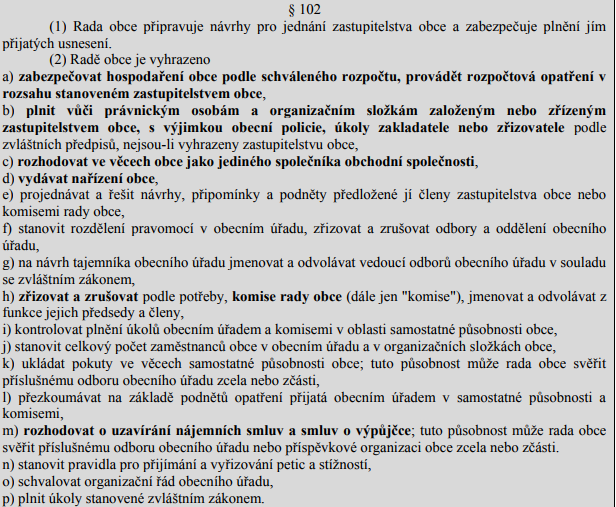 § 102
(1) Rada obce připravuje návrhy pro jednání zastupitelstva obce a zabezpečuje plnění jím
přijatých usnesení.
(2) Radě obce je vyhrazeno
a) zabezpečovat hospodaření obce podle schváleného rozpočtu, provádět rozpočtová opatření v
rozsahu stanoveném zastupitelstvem obce,
b) plnit vůči právnickým osobám a organizačním složkám založeným nebo zřízeným
zastupitelstvem obce, s výjimkou obecní policie, úkoly zakladatele nebo zřizovatele podle
zvláštních předpisů, nejsou-li vyhrazeny zastupitelstvu obce,
c) rozhodovat ve věcech obce jako jediného společníka obchodní společnosti,
d) vydávat nařízení obce,
e) projednávat a řešit návrhy, připomínky a podněty předložené jí členy zastupitelstva obce nebo
komisemi rady obce,
f) stanovit rozdělení pravomocí v obecním úřadu, zřizovat a zrušovat odbory a oddělení obecního
úřadu,
g) na návrh tajemníka obecního úřadu jmenovat a odvolávat vedoucí odborů obecního úřadu v souladu
se zvláštním zákonem,
h) zřizovat a zrušovat podle potřeby, komise rady obce (dále jen "komise"), jmenovat a odvolávat z
funkce jejich předsedy a členy,
i) kontrolovat plnění úkolů obecním úřadem a komisemi v oblasti samostatné působnosti obce,
j) stanovit celkový počet zaměstnanců obce v obecním úřadu a v organizačních složkách obce,
k) ukládat pokuty ve věcech samostatné působnosti obce; tuto působnost může rada obce svěřit
příslušnému odboru obecního úřadu zcela nebo zčásti,
l) přezkoumávat na základě podnětů opatření přijatá obecním úřadem v samostatné působnosti a
komisemi,
m) rozhodovat o uzavírání nájemních smluv a smluv o výpůjčce; tuto působnost může rada obce
svěřit příslušnému odboru obecního úřadu nebo příspěvkové organizaci obce zcela nebo zčásti.
n) stanovit pravidla pro přijímání a vyřizování petic a stížností,
o) schvalovat organizační řád obecního úřadu,
p) plnit úkoly stanovené zvláštním zákonem.